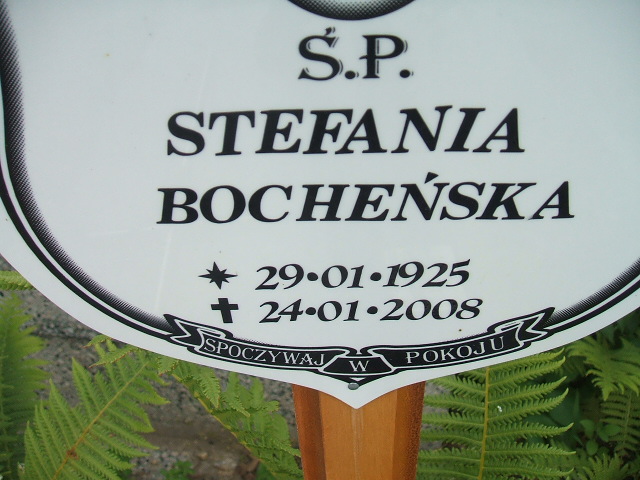 Ś.P.
STEFANIA
BOCHEŃSKA
29•01•1925
24•01•2008
SPOCZYWAJ W POKOJU